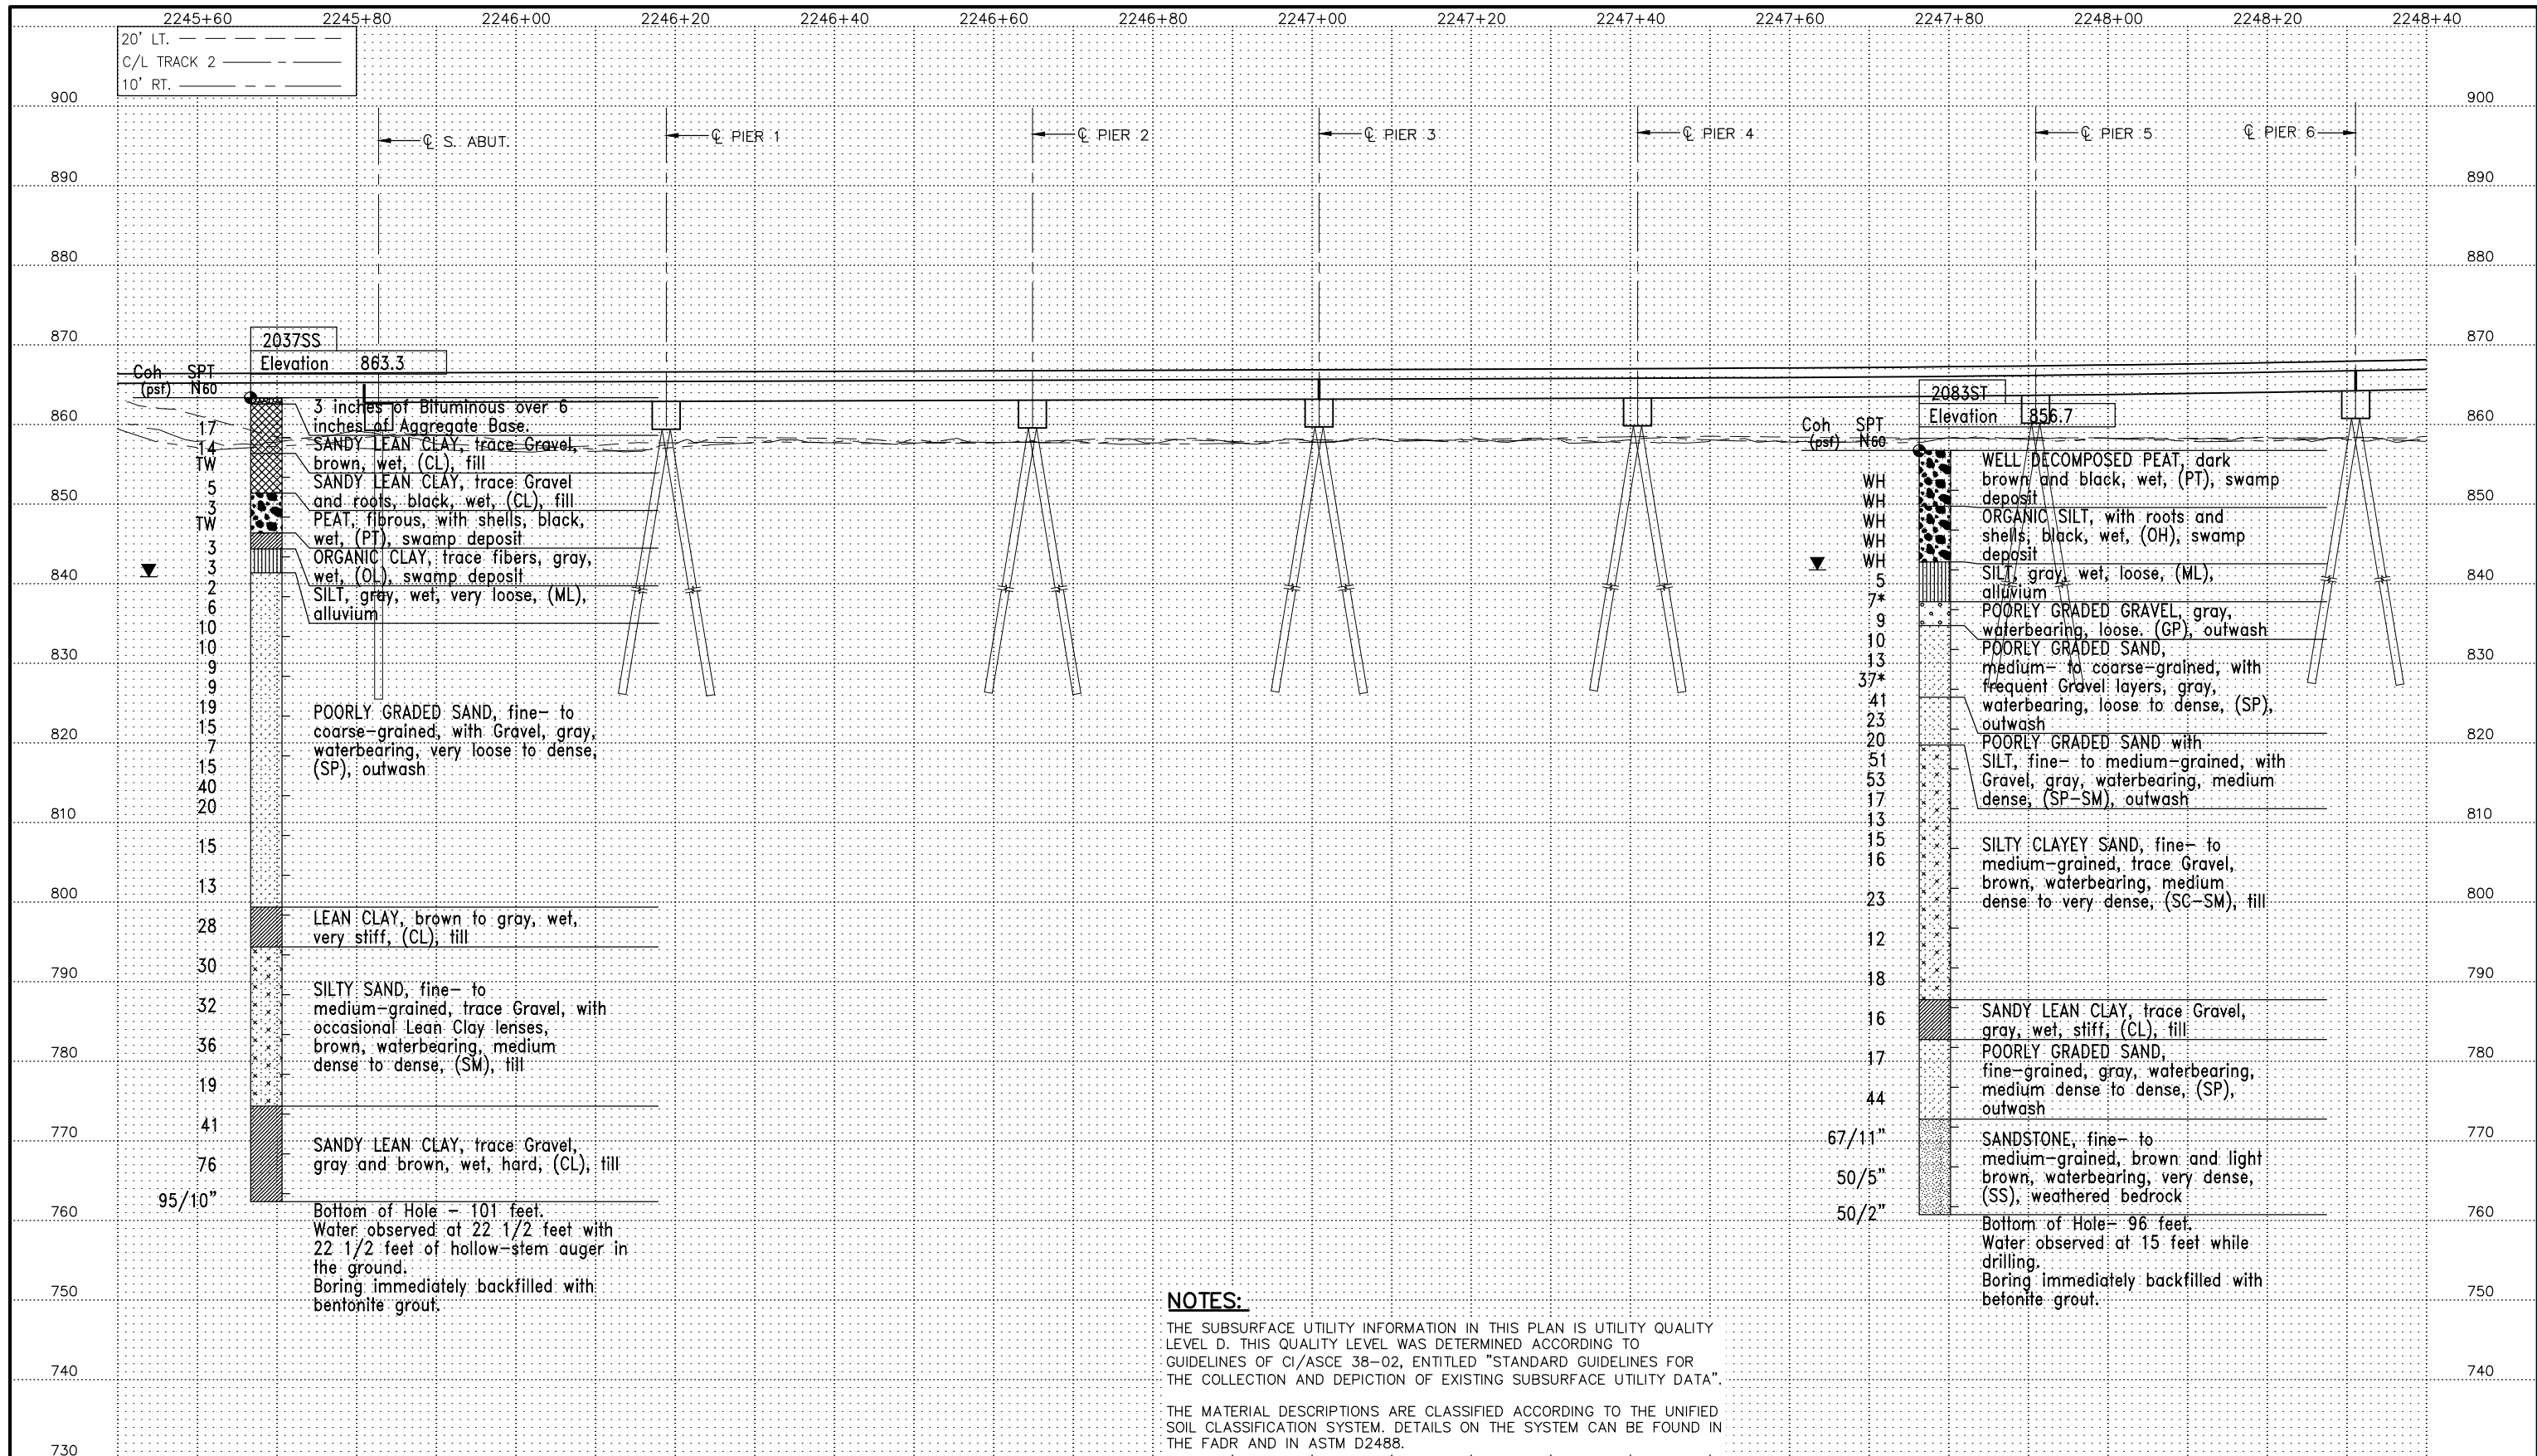 2245+60 2245+80 2246+00 2246+20 2246+40 2246+60 2246+80 2247+00 2247+20 2247+40 2247+60 2247+80 2248+00 2248+20 2248+40
20' LT.
C/L TRACK 2
10' RT.
900 900
℄ S. ABUT. ℄ PIER 1 ℄ PIER 2 ℄ PIER 3 ℄ PIER 4 ℄ PIER 5 ℄ PIER 6
890 890
880 880
870 870
860 860
850 850
840 840
830 830
820 820
810 810
800 800
790 790
780 780
770 770
760 760
750 750
740 740
730
2037SS
Elevation 863.3
Coh SPT
(psf) N60
17
14
TW
5
3
TW
3
3
2
6
10
10
9
9
19
15
7
15
40
20
15
13
28
30
32
36
19
41
76
95/10"
3 inches of Bituminous over 6
inches of Aggregate Base.
SANDY LEAN CLAY, trace Gravel,
brown, wet, (CL), fill
SANDY LEAN CLAY, trace Gravel
and roots, black, wet, (CL), fill
PEAT, fibrous, with shells, black,
wet, (PT), swamp deposit
ORGANIC CLAY, trace fibers, gray,
wet, (OL), swamp deposit
SILT, gray, wet, very loose, (ML),
alluvium
POORLY GRADED SAND, fine- to
coarse-grained, with Gravel, gray,
waterbearing, very loose to dense,
(SP), outwash
LEAN CLAY, brown to gray, wet,
very stiff, (CL), till
SILTY SAND, fine- to
medium-grained, trace Gravel, with
occasional Lean Clay lenses,
brown, waterbearing, medium
dense to dense, (SM), till
SANDY LEAN CLAY, trace Gravel,
gray and brown, wet, hard, (CL), till
Bottom of Hole - 101 feet.
Water observed at 22 1/2 feet with
22 1/2 feet of hollow-stem auger in
the ground.
Boring immediately backfilled with
bentonite grout.
2083ST
Elevation 856.7
Coh SPT
(psf) N60
WH
WH
WH
WH
WH
5
7*
9
10
13
37*
41
23
20
51
53
17
13
15
16
23
12
18
16
17
44
67/11"
50/5"
50/2"
WELL DECOMPOSED PEAT, dark
brown and black, wet, (PT), swamp
deposit
ORGANIC SILT, with roots and
shells, black, wet, (OH), swamp
deposit
SILT, gray, wet, loose, (ML),
alluvium
POORLY GRADED GRAVEL, gray,
waterbearing, loose. (GP), outwash
POORLY GRADED SAND,
medium- to coarse-grained, with
frequent Gravel layers, gray,
waterbearing, loose to dense, (SP),
outwash
POORLY GRADED SAND with
SILT, fine- to medium-grained, with
Gravel, gray, waterbearing, medium
dense, (SP-SM), outwash
SILTY CLAYEY SAND, fine- to
medium-grained, trace Gravel,
brown, waterbearing, medium
dense to very dense, (SC-SM), till
SANDY LEAN CLAY, trace Gravel,
gray, wet, stiff, (CL), till
POORLY GRADED SAND,
fine-grained, gray, waterbearing,
medium dense to dense, (SP),
outwash
SANDSTONE, fine- to
medium-grained, brown and light
brown, waterbearing, very dense,
(SS), weathered bedrock
Bottom of Hole- 96 feet.
Water observed at 15 feet while
drilling.
Boring immediately backfilled with
betonite grout.
NOTES:
THE SUBSURFACE UTILITY INFORMATION IN THIS PLAN IS UTILITY QUALITY
LEVEL D. THIS QUALITY LEVEL WAS DETERMINED ACCORDING TO
GUIDELINES OF CI/ASCE 38-02, ENTITLED "STANDARD GUIDELINES FOR
THE COLLECTION AND DEPICTION OF EXISTING SUBSURFACE UTILITY DATA".
THE MATERIAL DESCRIPTIONS ARE CLASSIFIED ACCORDING TO THE UNIFIED
SOIL CLASSIFICATION SYSTEM. DETAILS ON THE SYSTEM CAN BE FOUND IN
THE FADR AND IN ASTM D2488.